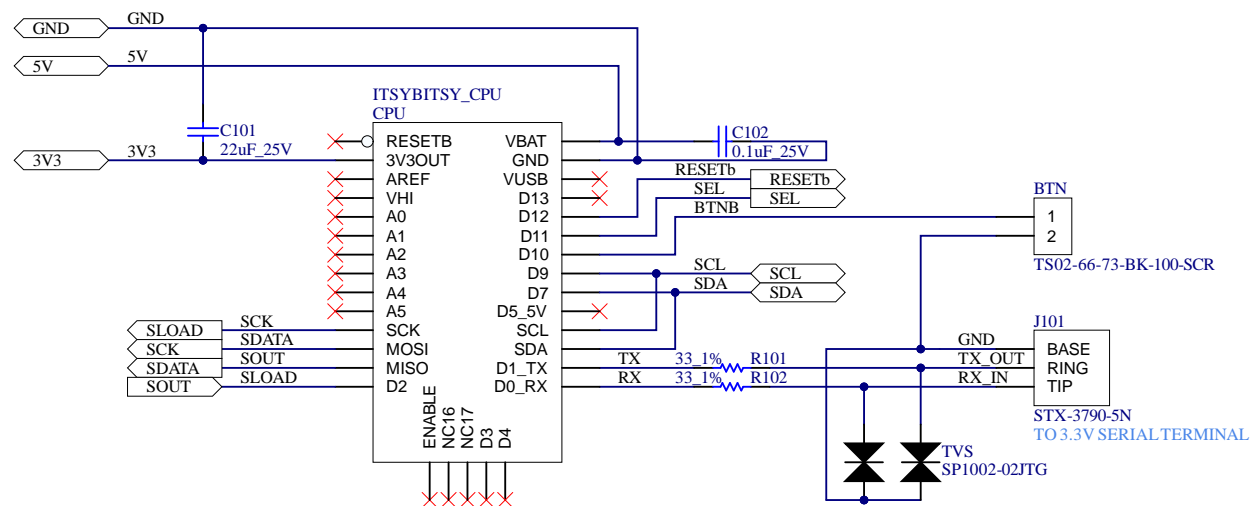 GND GND
5V 5V
ITSYBITSY_CPU
CPU
C101
22uF_25V
3V3 3V3
RESETB VBAT
3V3OUT GND
AREF VUSB
VHI D13
A0 D12
A1 D11
A2 D10
A3 D9
A4 D7
A5 D5_5V
SCK SCL
MOSI SDA
MISO D1_TX
D2 D0_RX
ENABLE
NC16
NC17
D3
D4
C102
0.1uF_25V
RESETb RESETb
SEL SEL
BTNB
SCL SCL
SDA SDA
BTN
1
2
TS02-66-73-BK-100-SCR
SLOAD SCK
SCK SDATA
SDATA SOUT
SOUT SLOAD
TX 33_1% R101
RX 33_1% R102
J101
GND BASE
TX_OUT RING
RX_IN TIP
STX-3790-5N
TO 3.3V SERIAL TERMINAL
TVS
SP1002-02JTG